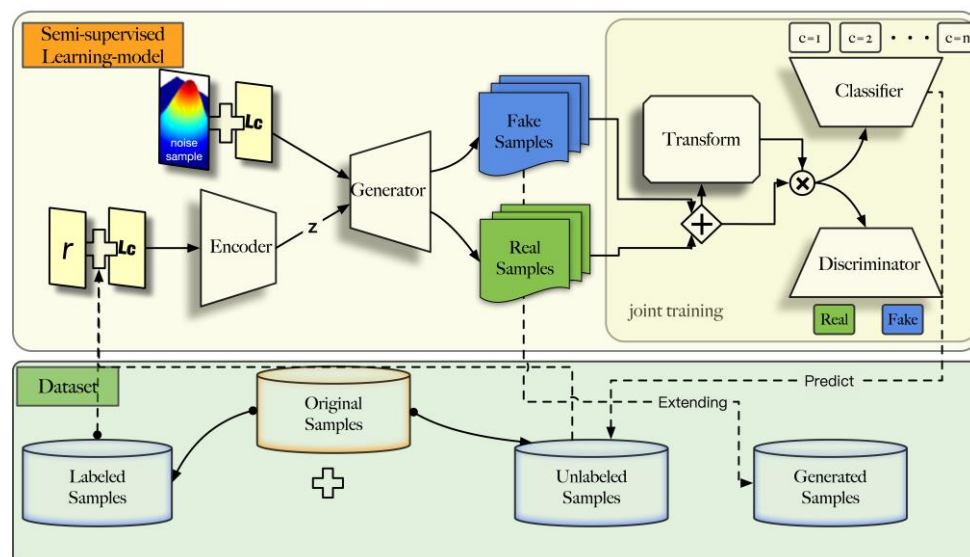 Semi-supervised
Learning-model
c=1
c=2
c=n
Classifier
noise
sample
Lc
Fake
Samples
Transform
Generator
r
Lc
Encoder
z
Real
Samples
Discriminator
joint training
Real
Fake
Dataset
Original
Samples
Predict
Extending
Labeled
Samples
Unlabeled
Samples
Generated
Samples